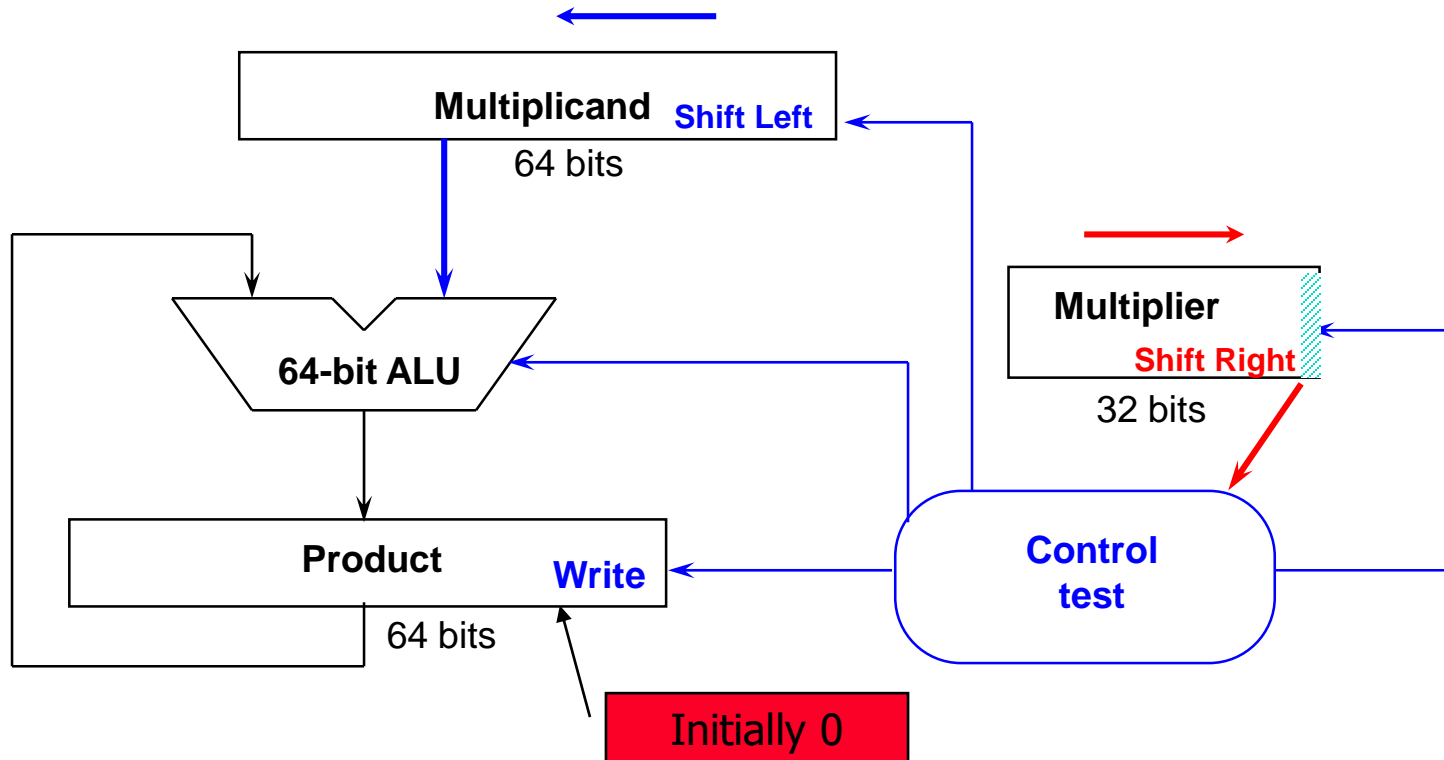 Multiplicand
Shift Left
64 bits
64-bit ALU
Multiplier
Shift Right
32 bits
Product
Write
64 bits
Control
test
Initially 0